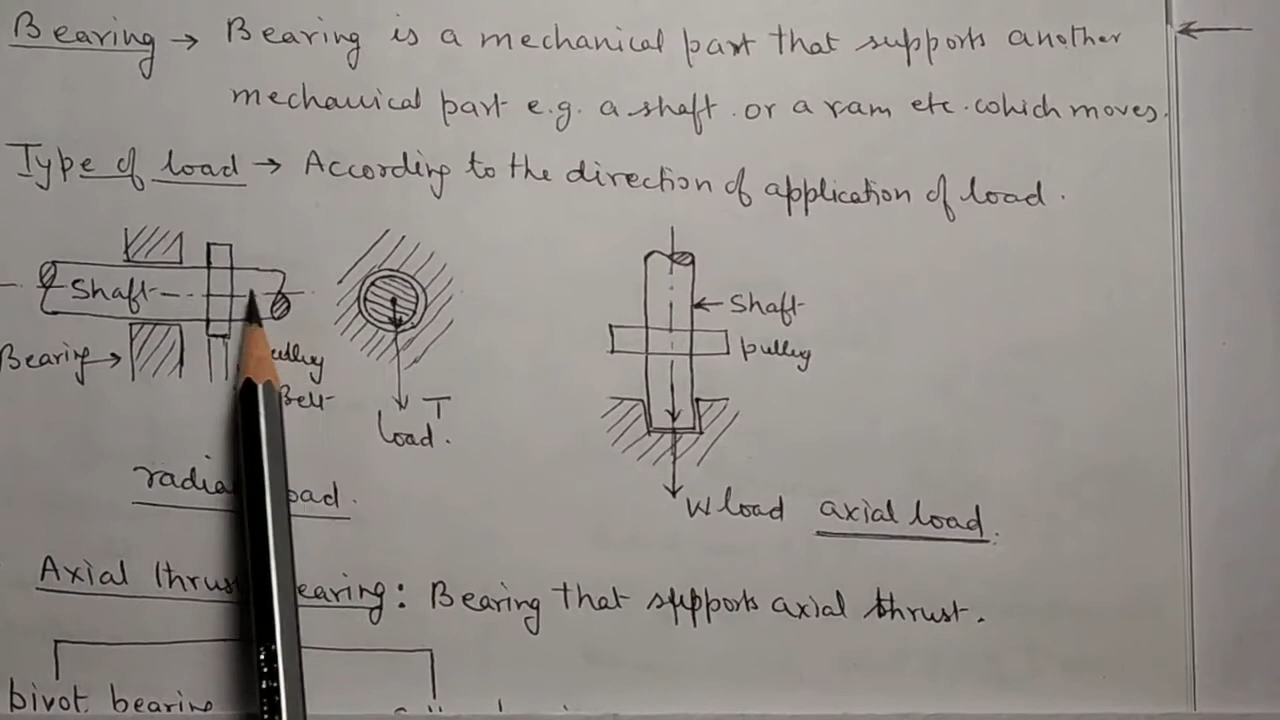 Bearing → Bearing is a mechanical part that supports another
mechanical part e.g. a shaft. or a ram etc. which moves.
Type of load → According to the direction of application of load.
Shaft
Bearing →
Belt
T
load.
← Shaft
pulley
W load axial load.
Axial thrust : Bearing that supports axial thrust.
pivot bearing